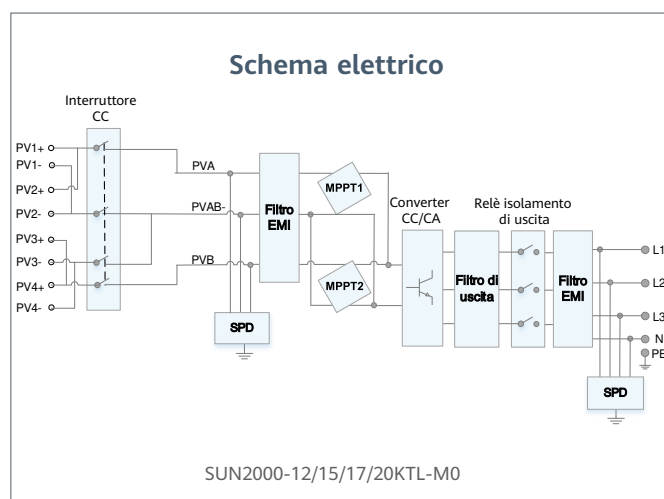 Schema elettrico
Interruttore
CC
PV1+
PV1-
PV2+
PV2-
PV3+
PV3-
PV4+
PV4-
PVA
PVAB-
PVB
Filtro
EMI
SPD
MPPT1
MPPT2
Converter
CC/CA
Filtro di
uscita
Relè isolamento
di uscita
Filtro
EMI
L1
L2
L3
N
PE
SPD
SUN2000-12/15/17/20KTL-M0